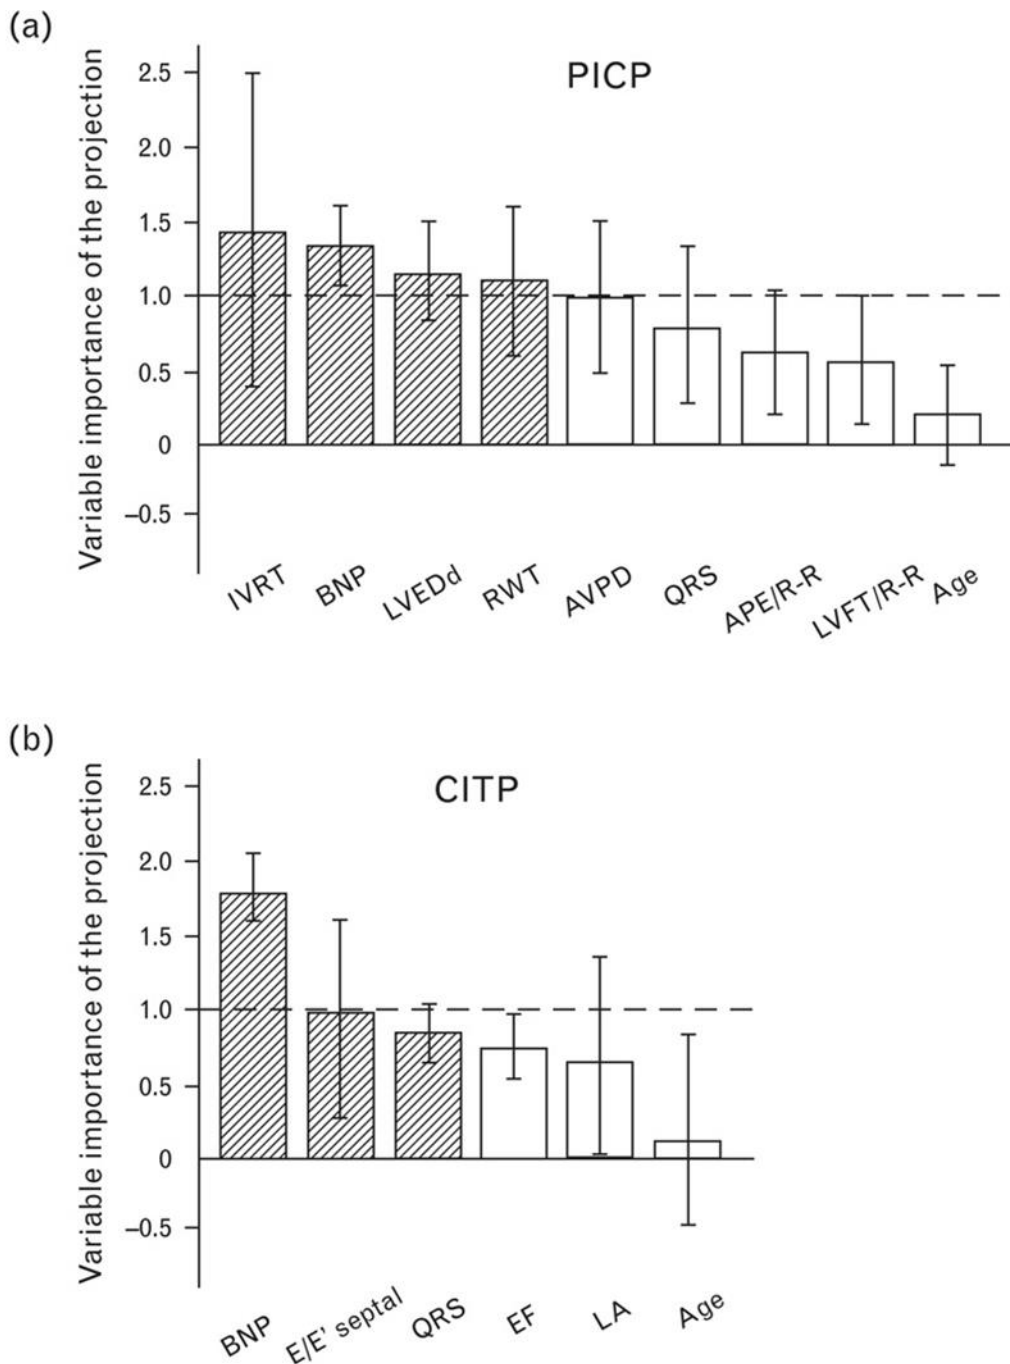 (a)
PICP
Variable importance of the projection
2.5
2.0
1.5
1.0
0.5
0
–0.5
IVRT
BNP
LVEDd
RWT
AVPD
QRS
APE/R-R
LVFT/R-R
Age
(b)
CITP
Variable importance of the projection
2.5
2.0
1.5
1.0
0.5
0
–0.5
BNP
E/E’ septal
QRS
EF
LA
Age